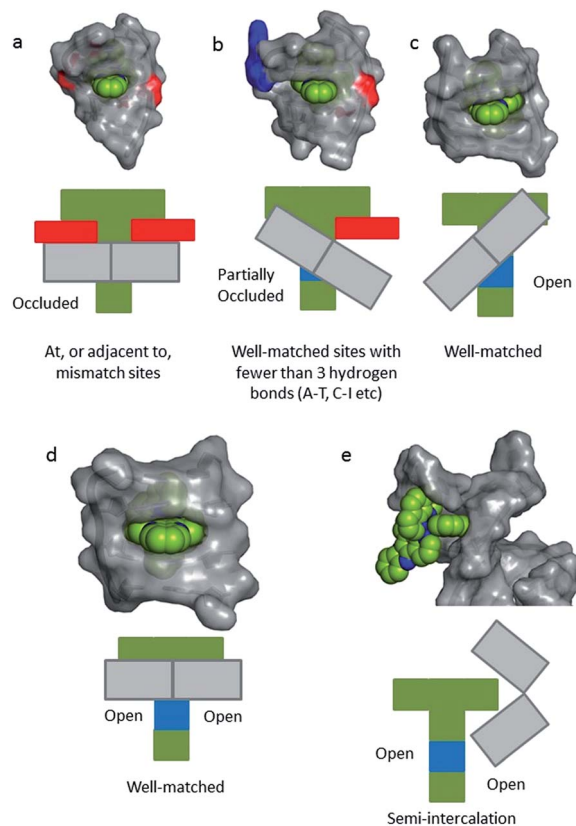 a
b
c
Occluded
Partially
Occluded
Open
At, or adjacent to,
mismatch sites
Well-matched sites with
fewer than 3 hydrogen
bonds (A-T, C-I etc)
Well-matched
d
e
Open Open
Well-matched
Open
Open
Semi-intercalation